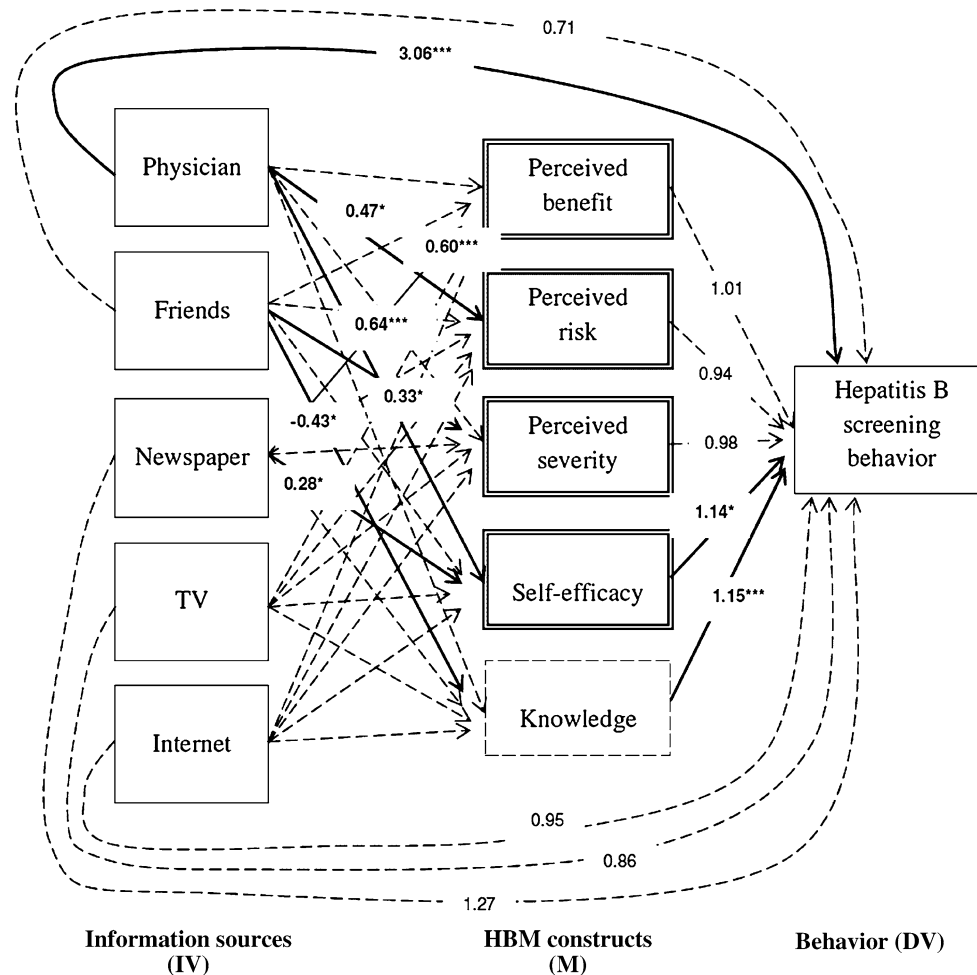 0.71
3.06***
Physician
Perceived
benefit
0.47*
0.60***
Friends
Perceived
risk
1.01
0.64***
0.94
0.33*
Hepatitis B
screening
behavior
-0.43*
Newspaper
Perceived
severity
0.98
0.28*
1.14*
TV
Self-efficacy
1.15***
Internet
Knowledge
0.95
0.86
1.27
Information sources
(IV)
HBM constructs
(M)
Behavior (DV)